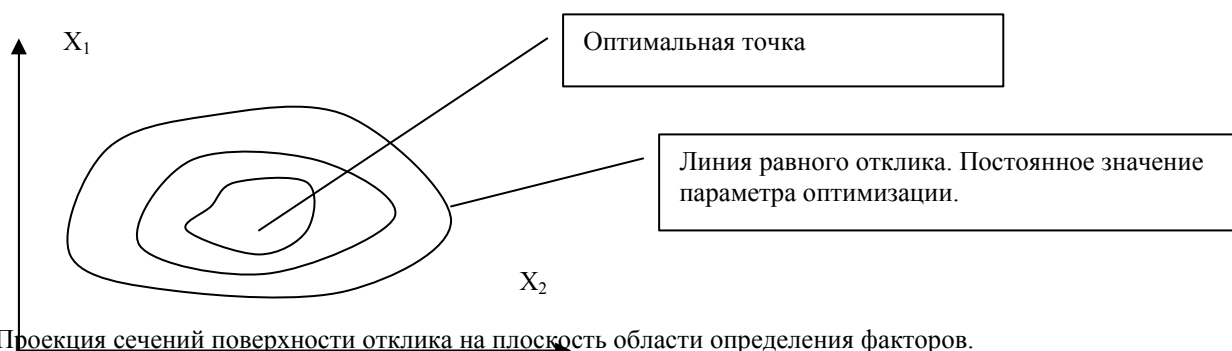 X₁
Оптимальная точка
Линия равного отклика. Постоянное значение
параметра оптимизации.
X₂
Проекция сечений поверхности отклика на плоскость области определения факторов.